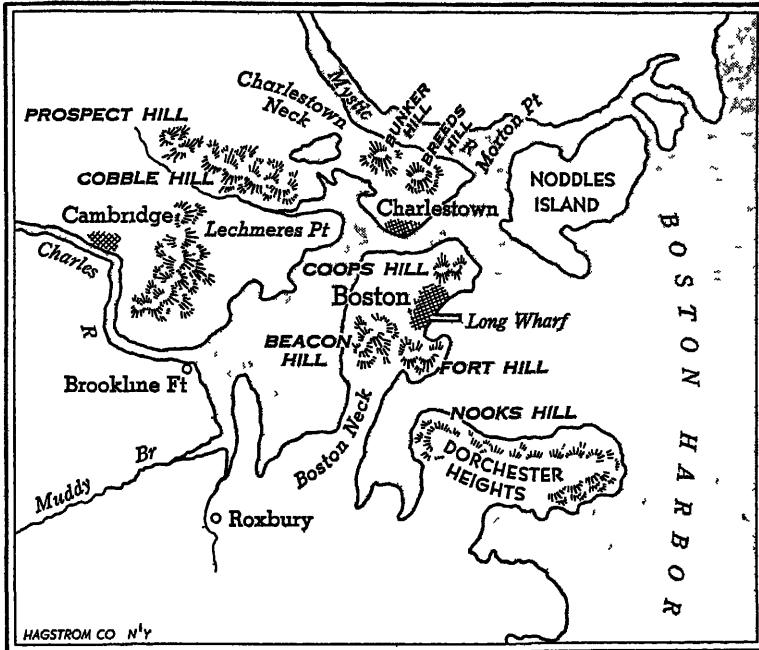 Mystic
Charlestown
Neck
BUNKER
HILL
BREEDS
HILL
Morton Pt
PROSPECT HILL
COBBLE HILL
NODDLES
ISLAND
Cambridge
Lechmeres Pt
Charlestown
Charles
R
COOPS HILL
Boston
Long Wharf
BEACON
HILL
FORT HILL
Brookline Ft
NOOKS HILL
Boston Neck
DORCHESTER
HEIGHTS
Muddy Br
Roxbury
BOSTON HARBOR
HAGSTROM CO N'Y